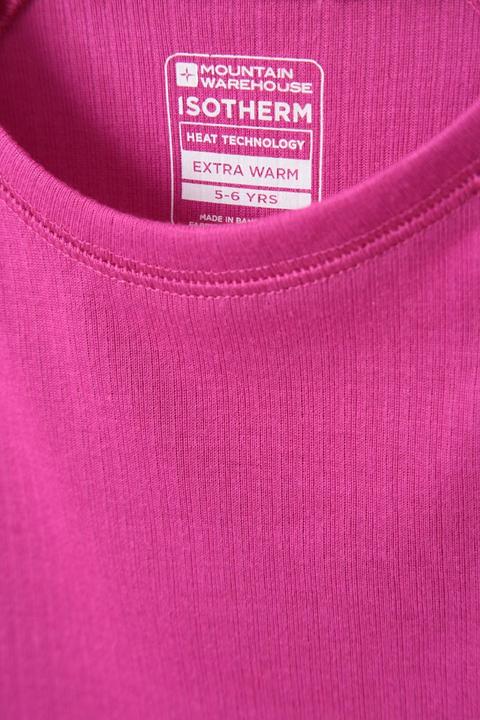 MOUNTAIN
WAREHOUSE
ISOTHERM
HEAT TECHNOLOGY
EXTRA WARM
5-6 YRS
MADE IN